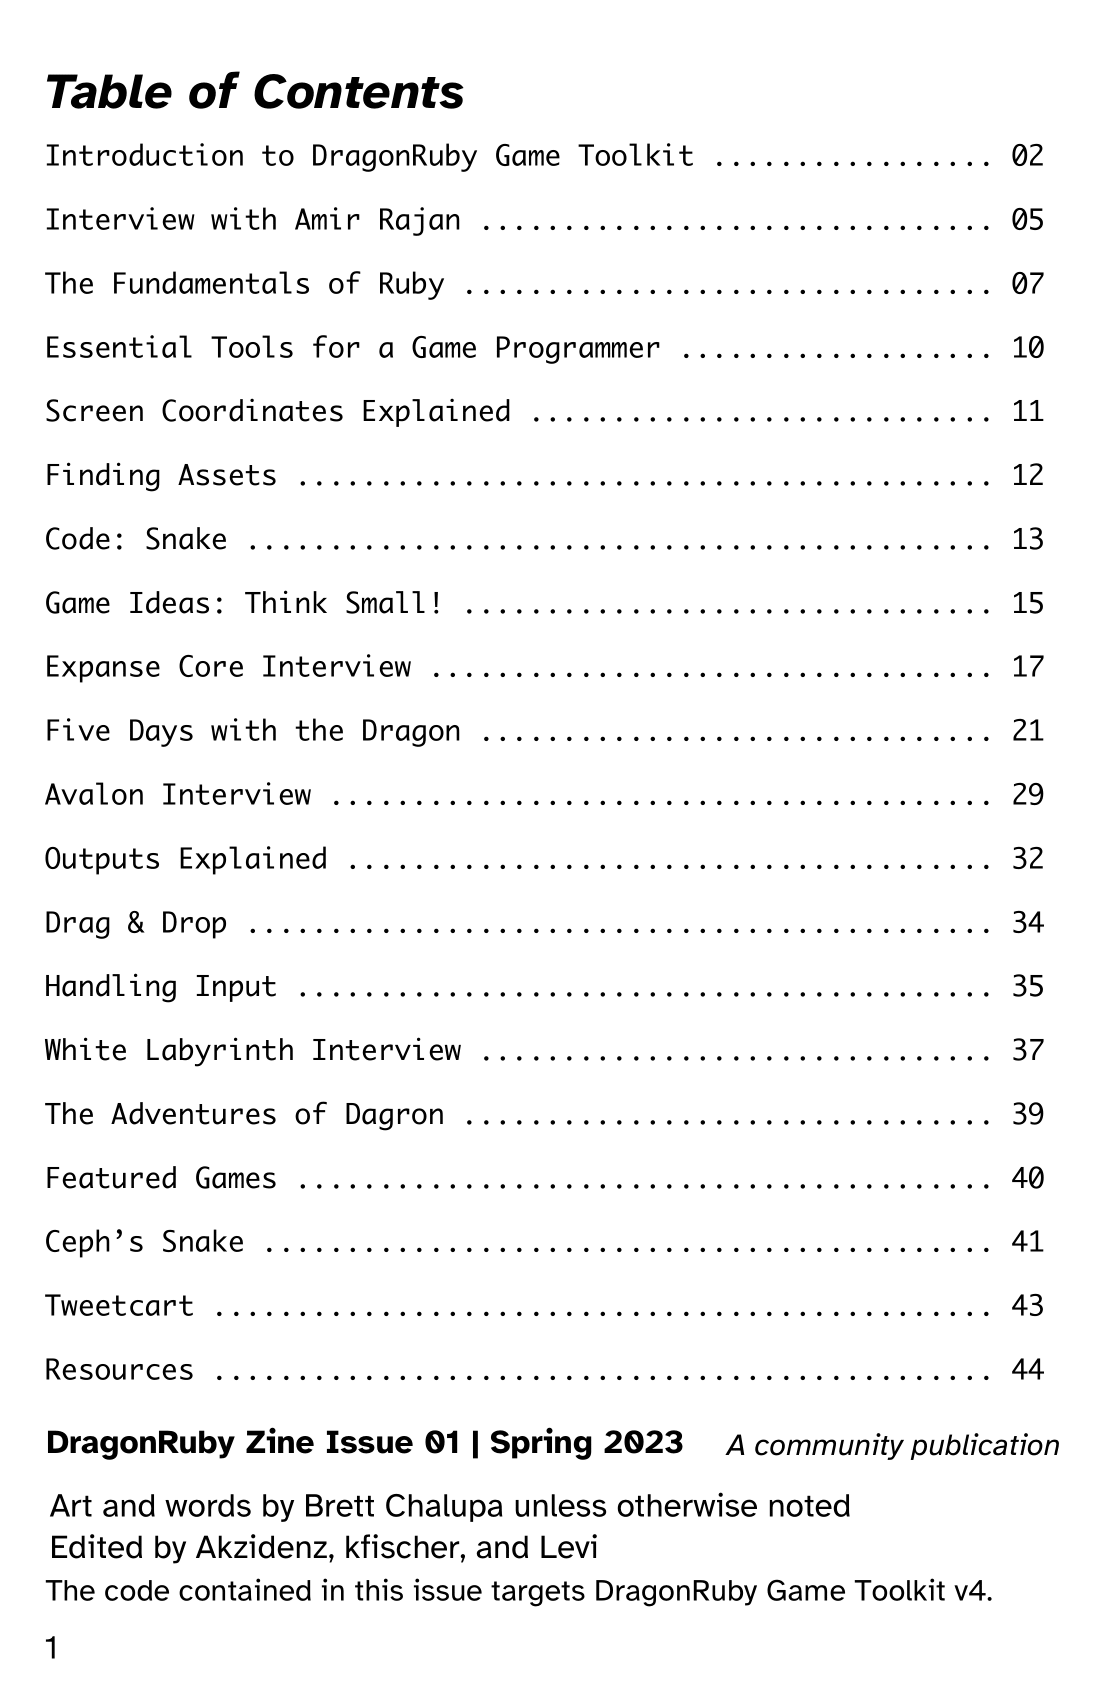 Table of Contents
Introduction to DragonRuby Game Toolkit ................. 02
Interview with Amir Rajan ............................... 05
The Fundamentals of Ruby ................................ 07
Essential Tools for a Game Programmer ................... 10
Screen Coordinates Explained ............................ 11
Finding Assets .......................................... 12
Code: Snake ............................................. 13
Game Ideas: Think Small! ................................ 15
Expanse Core Interview .................................. 17
Five Days with the Dragon ............................... 21
Avalon Interview ........................................ 29
Outputs Explained ....................................... 32
Drag & Drop ............................................. 34
Handling Input .......................................... 35
White Labyrinth Interview ............................... 37
The Adventures of Dagron ................................ 39
Featured Games .......................................... 40
Ceph’s Snake ............................................ 41
Tweetcart ............................................... 43
Resources ............................................... 44
DragonRuby Zine Issue 01 | Spring 2023 A community publication
Art and words by Brett Chalupa unless otherwise noted
Edited by Akzidenz, kfischer, and Levi
The code contained in this issue targets DragonRuby Game Toolkit v4.
1